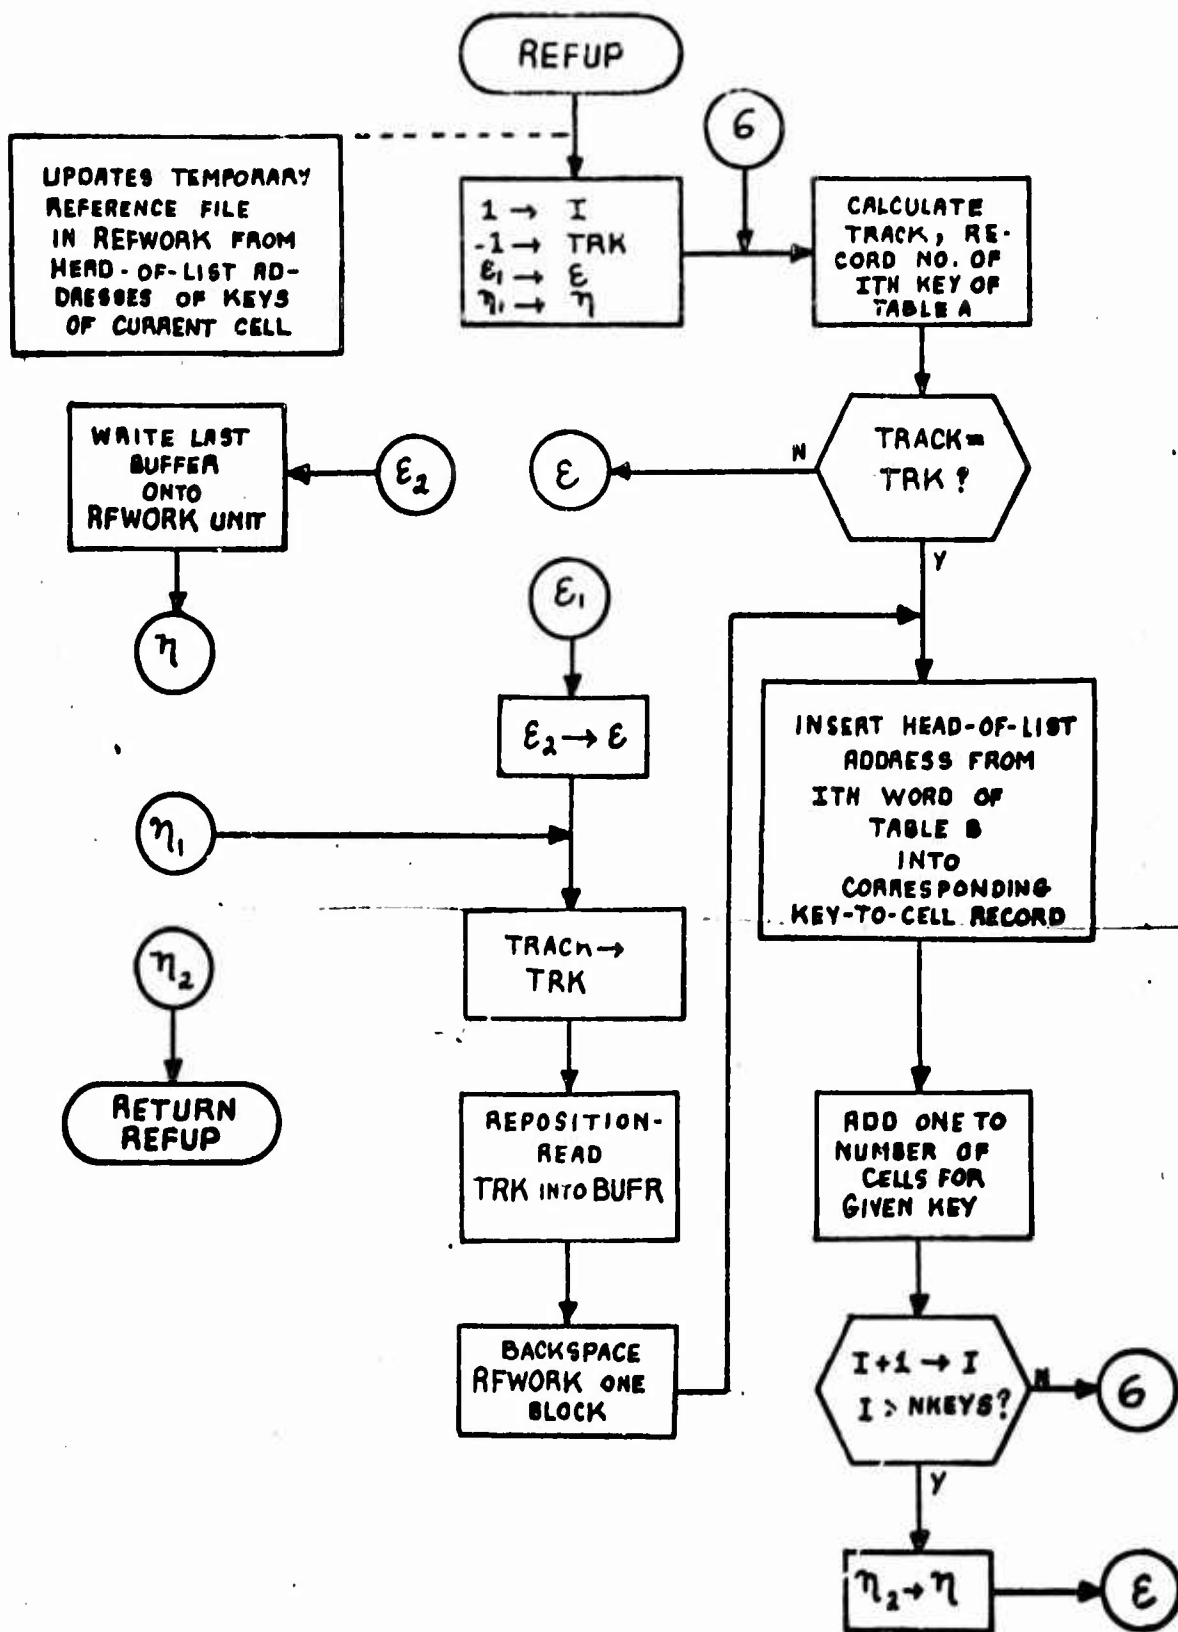 REFUP
6
UPDATES TEMPORARY
REFERENCE FILE
IN REFWORK FROM
HEAD-OF-LIST AD-
DRESSES OF KEYS
OF CURRENT CELL
1 → I
-1 → TRK
ε₁ → ε
η₁ → η
CALCULATE
TRACK, RE-
CORD NO. OF
ITH KEY OF
TABLE A
WRITE LAST
BUFFER
ONTO
RFWORK UNIT
ε₂
ε
N
TRACK=
TRK?
Y
η
ε₁
ε₂ → ε
INSERT HEAD-OF-LIST
ADDRESS FROM
ITH WORD OF
TABLE B
INTO
CORRESPONDING
KEY-TO-CELL RECORD
η₁
η₂
TRACK →
TRK
RETURN
REFUP
REPOSITION-
READ
TRK INTO BUFR
ADD ONE TO
NUMBER OF
CELLS FOR
GIVEN KEY
BACKSPACE
RFWORK ONE
BLOCK
I+1 → I
I > NKEYS?
N
6
Y
η₂ → η
ε